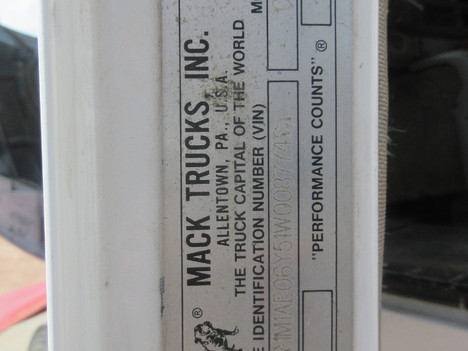 MACK TRUCKS, INC.
ALLENTOWN, PA., U.S.A.
THE TRUCK CAPITAL OF THE WORLD
E IDENTIFICATION NUMBER (VIN)
"PERFORMANCE COUNTS" ®
®